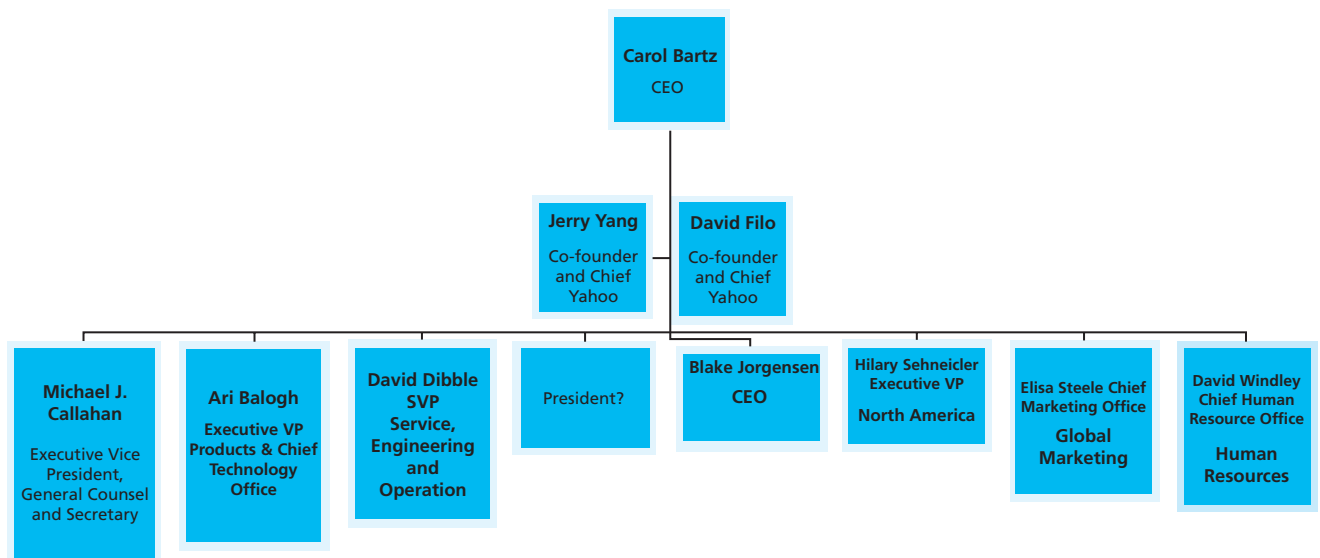 Carol Bartz
CEO
Jerry Yang
Co-founder
and Chief
Yahoo
David Filo
Co-founder
and Chief
Yahoo
Michael J.
Callahan
Executive Vice
President,
General Counsel
and Secretary
Ari Balogh
Executive VP
Products & Chief
Technology
Office
David Dibble
SVP
Service,
Engineering
and
Operation
President?
Blake Jorgensen
CEO
Hilary Sehneicler
Executive VP
North America
Elisa Steele Chief
Marketing Office
Global
Marketing
David Windley
Chief Human
Resource Office
Human
Resources